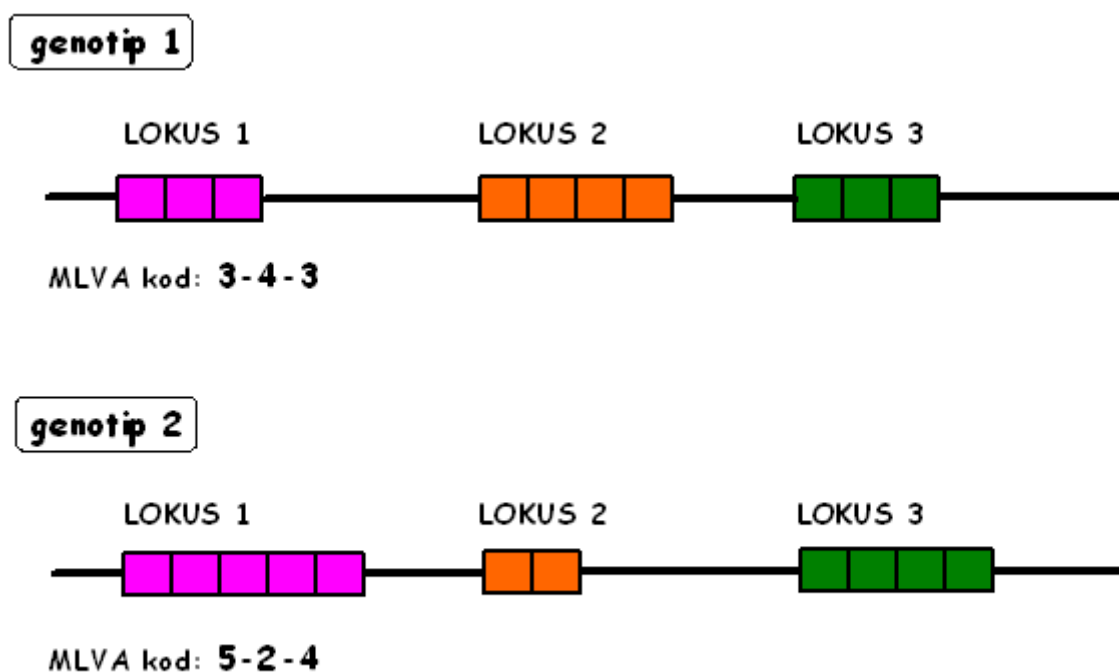 genotip 1
LOKUS 1 LOKUS 2 LOKUS 3
MLVA kod: 3-4-3
genotip 2
LOKUS 1 LOKUS 2 LOKUS 3
MLVA kod: 5-2-4